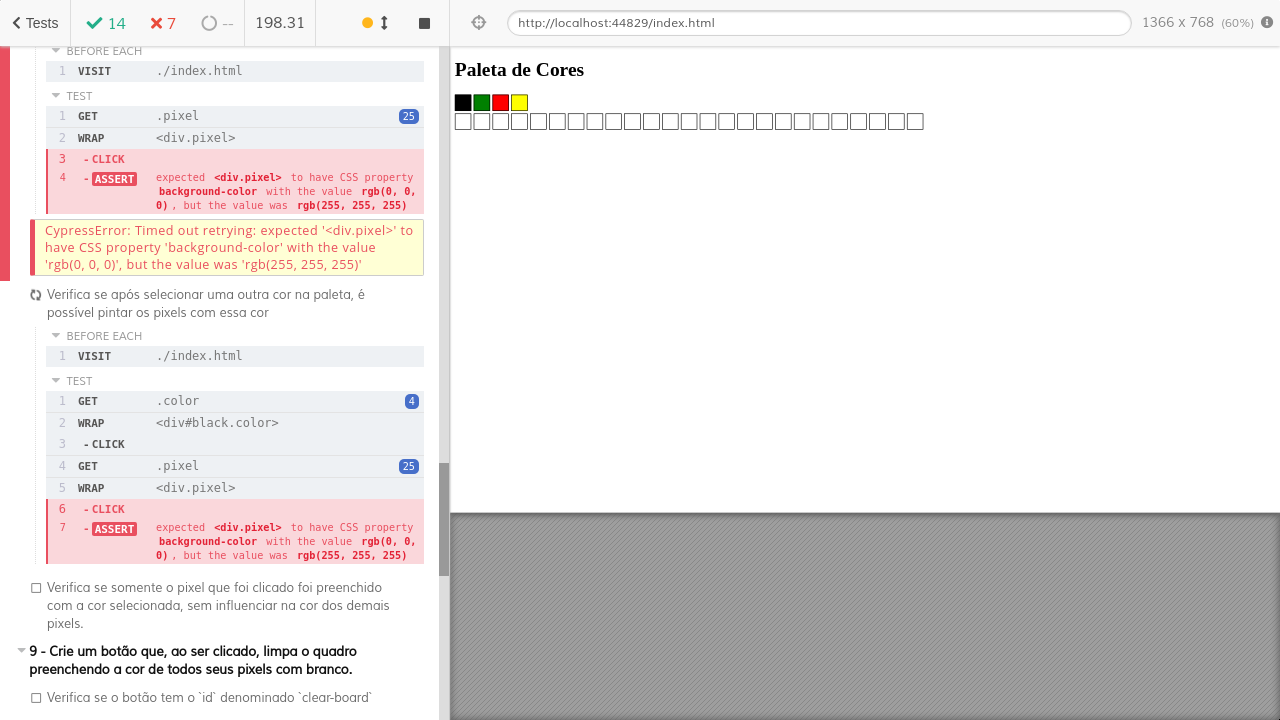 Tests 14 7 -- 198.31 http://localhost:44829/index.html 1366 x 768 (60%)
BEFORE EACH
1 VISIT ./index.html
TEST
1 GET .pixel 25
2 WRAP <div.pixel>
3 - CLICK
4 - ASSERT expected <div.pixel> to have CSS property
background-color with the value rgb(0, 0,
0) , but the value was rgb(255, 255, 255)
CypressError: Timed out retrying: expected '<div.pixel>' to
have CSS property 'background-color' with the value
'rgb(0, 0, 0)', but the value was 'rgb(255, 255, 255)'
Verifica se após selecionar uma outra cor na paleta, é
possível pintar os pixels com essa cor
BEFORE EACH
1 VISIT ./index.html
TEST
1 GET .color 4
2 WRAP <div#black.color>
3 - CLICK
4 GET .pixel 25
5 WRAP <div.pixel>
6 - CLICK
7 - ASSERT expected <div.pixel> to have CSS property
background-color with the value rgb(0, 0,
0) , but the value was rgb(255, 255, 255)
Verifica se somente o pixel que foi clicado foi preenchido
com a cor selecionada, sem influenciar na cor dos demais
pixels.
9 - Crie um botão que, ao ser clicado, limpa o quadro
preenchendo a cor de todos seus pixels com branco.
Verifica se o botão tem o `id` denominado `clear-board`
Paleta de Cores